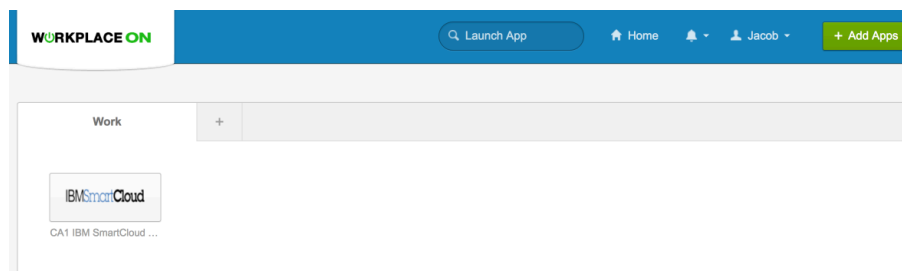 WORKPLACE ON
Launch App
Home
Jacob
+ Add Apps
Work
+
IBMSmartCloud
CA1 IBM SmartCloud ...